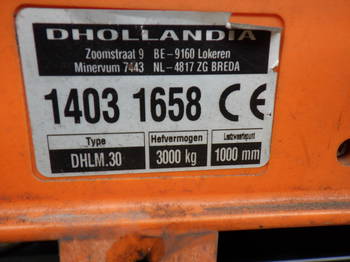 DHOLLANDIA
Zoomstraat 9 BE-9160 Lokeren
Minervum 7443 NL-4817 ZG BREDA
1403 1658 CE
Type Hefvermogen Lastzwaartepunt
DHLM.30 3000 kg 1000 mm